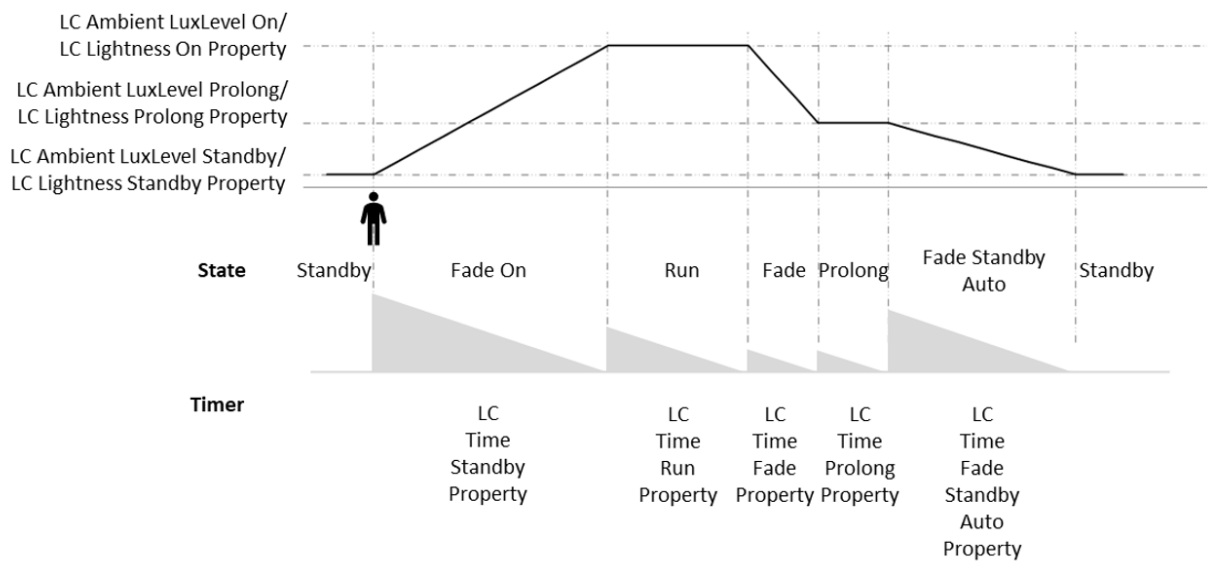 LC Ambient LuxLevel On/
LC Lightness On Property
LC Ambient LuxLevel Prolong/
LC Lightness Prolong Property
LC Ambient LuxLevel Standby/
LC Lightness Standby Property
State
Standby
Fade On
Run
Fade
Prolong
Fade Standby
Auto
Standby
Timer
LC
Time
Standby
Property
LC
Time
Run
Property
LC
Time
Fade
Property
LC
Time
Prolong
Property
LC
Time
Fade
Standby
Auto
Property